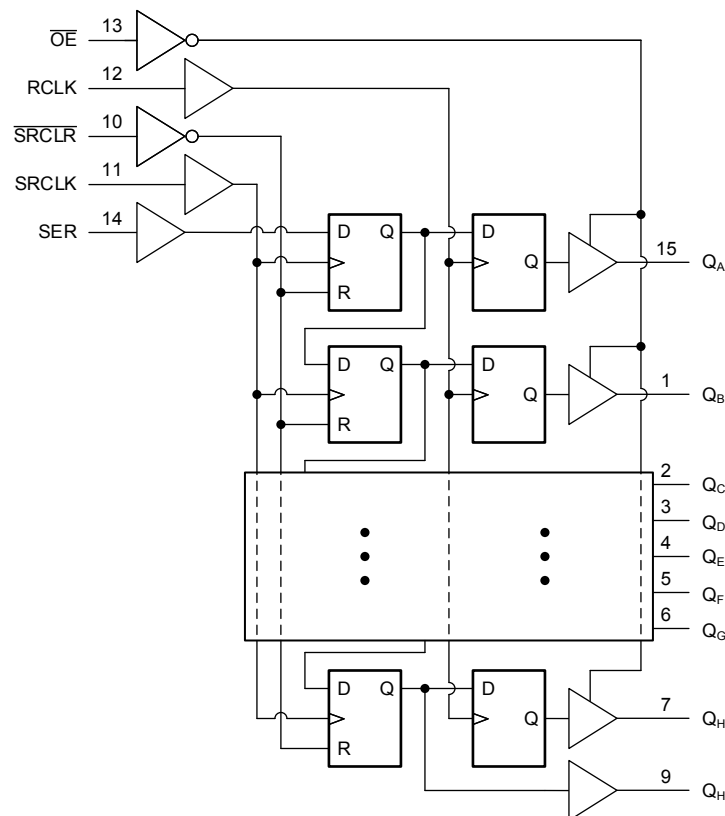 OE 13
RCLK 12
SRCLR 10
SRCLK 11
SER 14
D Q
R
D
Q
15 QA
D Q
R
D
Q
1 QB
2 QC
3 QD
4 QE
5 QF
6 QG
D Q
R
D
Q
7 QH
9 QH